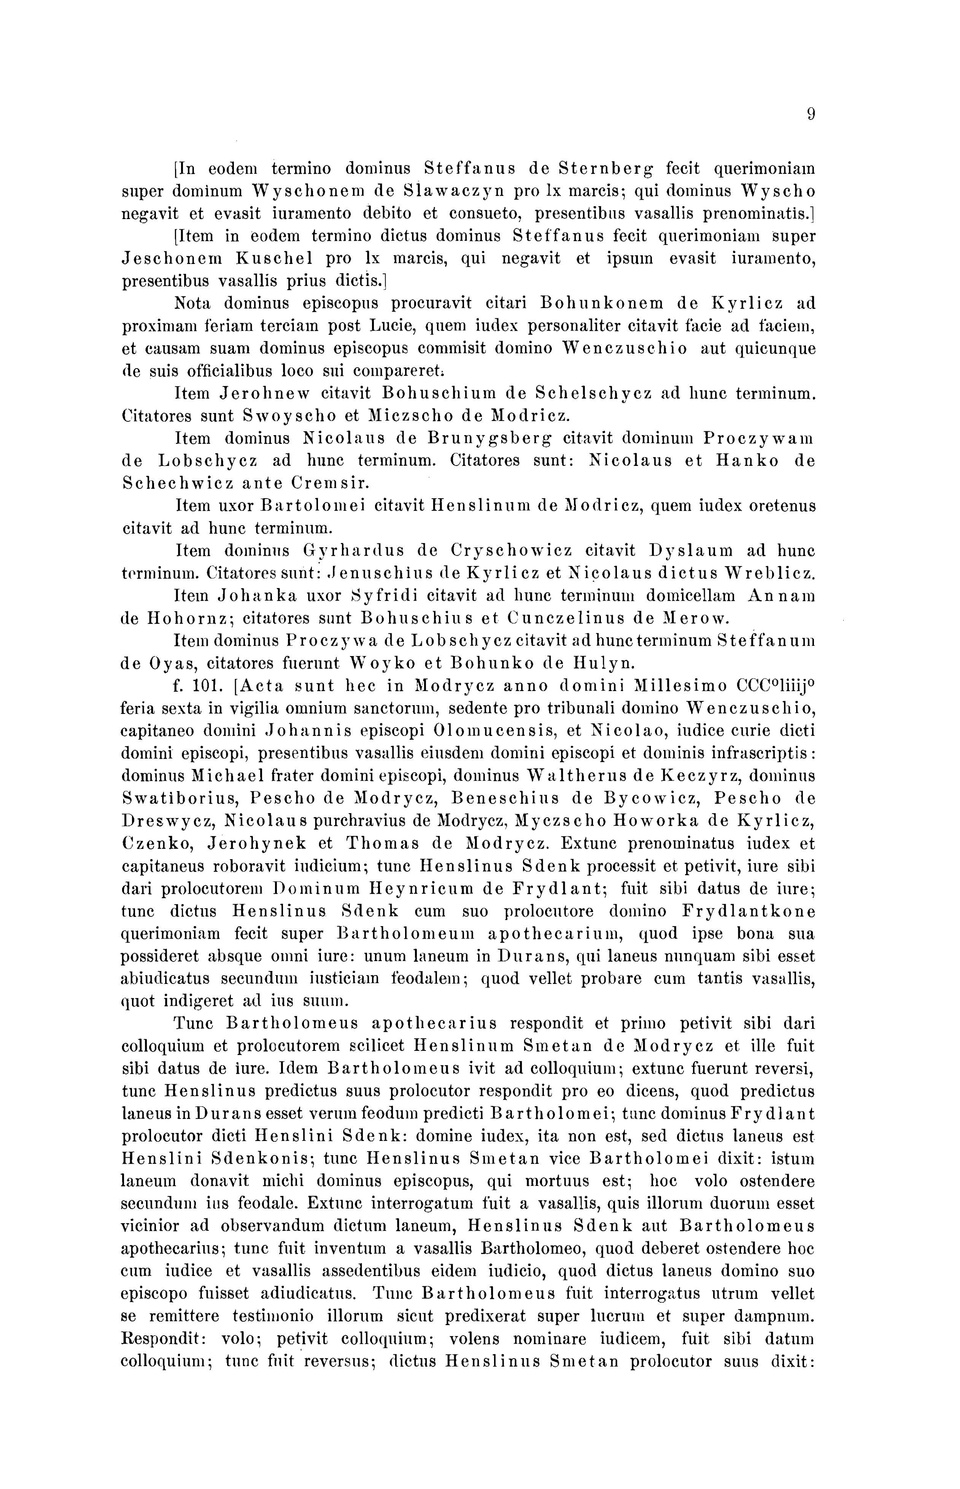 9
[In eodem termino dominus Steffanus de Sternberg fecit querimoniam
super dominum Wyschonem de Slawaczyn pro lx marcis; qui dominus Wyscho
negavit et evasit iuramento debito et consueto, presentibus vasallis prenominatis.]
[Item in eodem termino dictus dominus Steffanus fecit querimoniam super
Jeschonem Kuschel pro lx marcis, qui negavit et ipsum evasit iuramento,
presentibus vasallis prius dictis.]
Nota dominus episcopus procuravit citari Bohunkonem de Kyrlicz ad
proximam feriam terciam post Lucie, quem iudex personaliter citavit facie ad faciem,
et causam suam dominus episcopus commisit domino Wenczuschio aut quicunque
de suis officialibus loco sui compareret.
Item Jerohnew citavit Bohuschium de Schelschycz ad hunc terminum.
Citatores sunt Swoyscho et Miczscho de Modricz.
Item dominus Nicolaus de Brunygsberg citavit dominum Proczywam
de Lobschycz ad hunc terminum. Citatores sunt: Nicolaus et Hanko de
Schechwicz ante Cremsir.
Item uxor Bartolomei citavit Henslinum de Modricz, quem iudex oretenus
citavit ad hunc terminum.
Item dominus Gyrhardus de Cryschowicz citavit Dyslaum ad hunc
terminum. Citatores sunt: Jenuschius de Kyrlicz et Nicolaus dictus Wreblicz.
Item Johanka uxor Syfridi citavit ad hunc terminum domicellam Annam
de Hohornz; citatores sunt Bohuschius et Cunczelinus de Merow.
Item dominus Proczywa de Lobschycz citavit ad hunc terminum Steffanum
de Oyas, citatores fuerunt Woyko et Bohunko de Hulyn.
f. 101. [Acta sunt hec in Modrycz anno domini Millesimo CCCºliiijº
feria sexta in vigilia omnium sanctorum, sedente pro tribunali domino Wenczuschio,
capitaneo domini Johannis episcopi Olomucensis, et Nicolao, iudice curie dicti
domini episcopi, presentibus vasallis eiusdem domini episcopi et dominis infrascriptis:
dominus Michael frater domini episcopi, dominus Waltherus de Keczyrz, dominus
Swatiborius, Pescho de Modrycz, Beneschius de Bycowicz, Pescho de
Dreswycz, Nicolaus purchravius de Modrycz, Myczscho Howorka de Kyrlicz,
Czenko, Jerohynek et Thomas de Modrycz. Extunc prenominatus iudex et
capitaneus roboravit iudicium; tunc Henslinus Sdenk processit et petivit, iure sibi
dari prolocutorem Dominum Heynricum de Frydlant; fuit sibi datus de iure;
tunc dictus Henslinus Sdenk cum suo prolocutore domino Frydlantkone
querimoniam fecit super Bartholomeum apothecarium, quod ipse bona sua
possideret absque omni iure: unum laneum in Durans, qui laneus nunquam sibi esset
abiudicatus secundum iusticiam feodalem; quod vellet probare cum tantis vasallis,
quot indigeret ad ius suum.
Tunc Bartholomeus apothecarius respondit et primo petivit sibi dari
colloquium et prolocutorem scilicet Henslinum Smetan de Modrycz et ille fuit
sibi datus de iure. Idem Bartholomeus ivit ad colloquium; extunc fuerunt reversi,
tunc Henslinus predictus suus prolocutor respondit pro eo dicens, quod predictus
laneus in Durans esset verum feodum predicti Bartholomei; tunc dominus Frydlant
prolocutor dicti Henslini Sdenk: domine iudex, ita non est, sed dictus laneus est
Henslini Sdenkonis; tunc Henslinus Smetan vice Bartholomei dixit: istum
laneum donavit michi dominus episcopus, qui mortuus est; hoc volo ostendere
secundum ius feodale. Extunc interrogatum fuit a vasallis, quis illorum duorum esset
vicinior ad observandum dictum laneum, Henslinus Sdenk aut Bartholomeus
apothecarius; tunc fuit inventum a vasallis Bartholomeo, quod deberet ostendere hoc
cum iudice et vasallis assedentibus eidem iudicio, quod dictus laneus domino suo
episcopo fuisset adiudicatus. Tunc Bartholomeus fuit interrogatus utrum vellet
se remittere testimonio illorum sicut predixerat super lucrum et super dampnum.
Respondit: volo; petivit colloquium; volens nominare iudicem, fuit sibi datum
colloquium; tunc fuit reversus; dictus Henslinus Smetan prolocutor suus dixit: